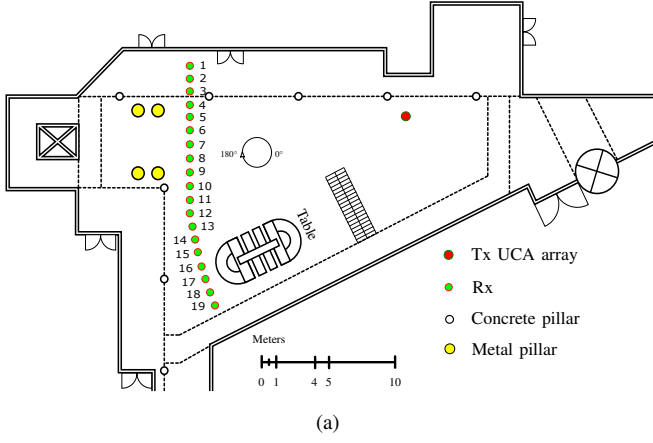 1
2
3
4
5
6
7
8
9
10
11
12
13
14
15
16
17
18
19
180°
0°
Table
Tx UCA array
Rx
Concrete pillar
Metal pillar
Meters
0 1 4 5 10
(a)